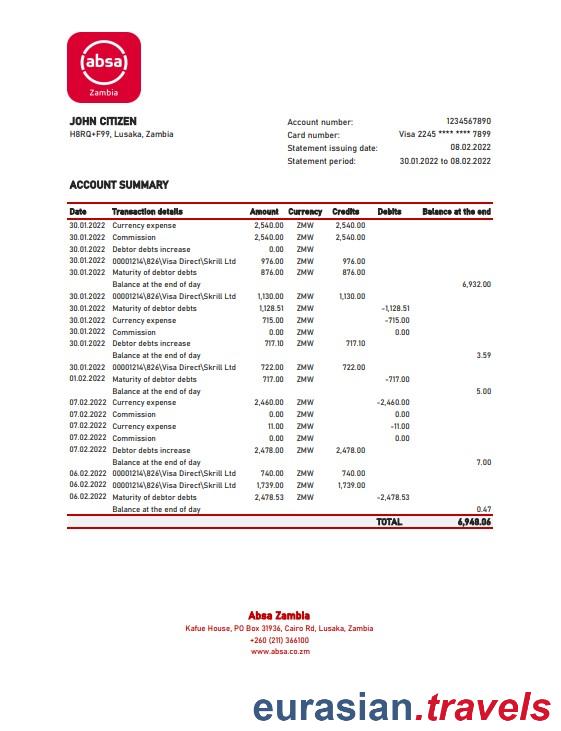 absa
Zambia
JOHN CITIZEN
H8RQ+F99, Lusaka, Zambia
Account number: 1234567890
Card number: Visa 2245 **** **** 7899
Statement issuing date: 08.02.2022
Statement period: 30.01.2022 to 08.02.2022
ACCOUNT SUMMARY
Date Transaction details Amount Currency Credits Debits Balance at the end
30.01.2022 Currency expense 2,540.00 ZMW 2,540.00
30.01.2022 Commission 2,540.00 ZMW 2,540.00
30.01.2022 Debtor debts increase 0.00 ZMW
30.01.2022 00001214\826\Visa Direct\Skrill Ltd 976.00 ZMW 976.00
30.01.2022 Maturity of debtor debts 876.00 ZMW 876.00
Balance at the end of day 6,932.00
30.01.2022 00001214\826\Visa Direct\Skrill Ltd 1,130.00 ZMW 1,130.00
30.01.2022 Maturity of debtor debts 1,128.51 ZMW -1,128.51
30.01.2022 Currency expense 715.00 ZMW -715.00
30.01.2022 Commission 0.00 ZMW 0.00
30.01.2022 Debtor debts increase 717.10 ZMW 717.10
Balance at the end of day 3.59
30.01.2022 00001214\826\Visa Direct\Skrill Ltd 722.00 ZMW 722.00
01.02.2022 Maturity of debtor debts 717.00 ZMW -717.00
Balance at the end of day 5.00
07.02.2022 Currency expense 2,460.00 ZMW -2,460.00
07.02.2022 Commission 0.00 ZMW 0.00
07.02.2022 Currency expense 11.00 ZMW -11.00
07.02.2022 Commission 0.00 ZMW 0.00
07.02.2022 Debtor debts increase 2,478.00 ZMW 2,478.00
Balance at the end of day 7.00
06.02.2022 00001214\826\Visa Direct\Skrill Ltd 740.00 ZMW 740.00
06.02.2022 00001214\826\Visa Direct\Skrill Ltd 1,739.00 ZMW 1,739.00
06.02.2022 Maturity of debtor debts 2,478.53 ZMW -2,478.53
Balance at the end of day 0.47
TOTAL 6,948.06
Absa Zambia
Kafue House, PO Box 31936, Cairo Rd, Lusaka, Zambia
+260 (211) 366100
www.absa.co.zm
eurasian.travels